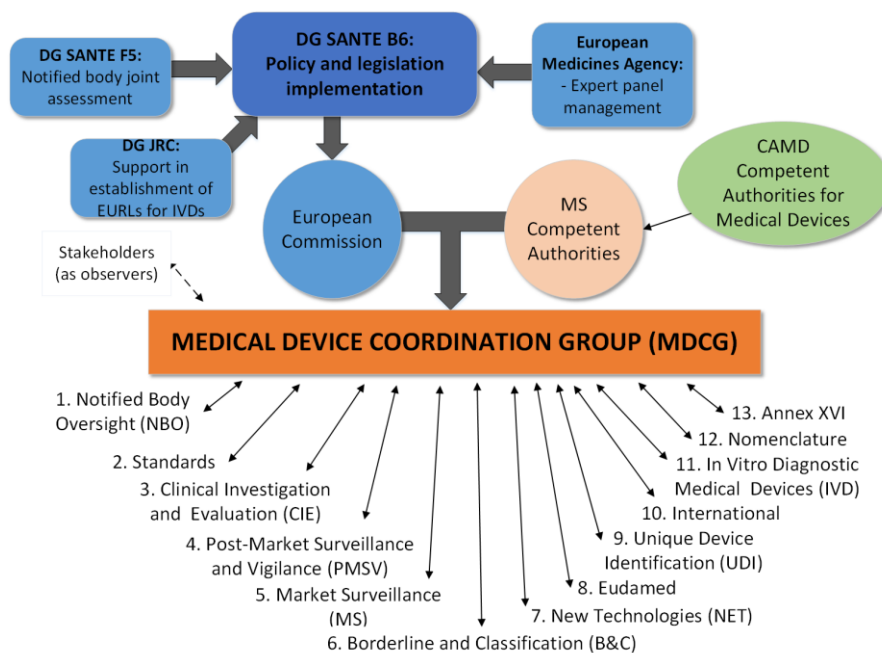 DG SANTE F5:
Notified body joint
assessment
DG SANTE B6:
Policy and legislation
implementation
European
Medicines Agency:
- Expert panel
management
DG JRC:
Support in
establishment of
EURLs for IVDs
European
Commission
MS
Competent
Authorities
CAMD
Competent
Authorities for
Medical Devices
Stakeholders
(as observers)
MEDICAL DEVICE COORDINATION GROUP (MDCG)
1. Notified Body
Oversight (NBO)
2. Standards
3. Clinical Investigation
and Evaluation (CIE)
4. Post-Market Surveillance
and Vigilance (PMSV)
5. Market Surveillance
(MS)
6. Borderline and Classification (B&C)
7. New Technologies (NET)
8. Eudamed
9. Unique Device
Identification (UDI)
10. International
11. In Vitro Diagnostic
Medical Devices (IVD)
12. Nomenclature
13. Annex XVI